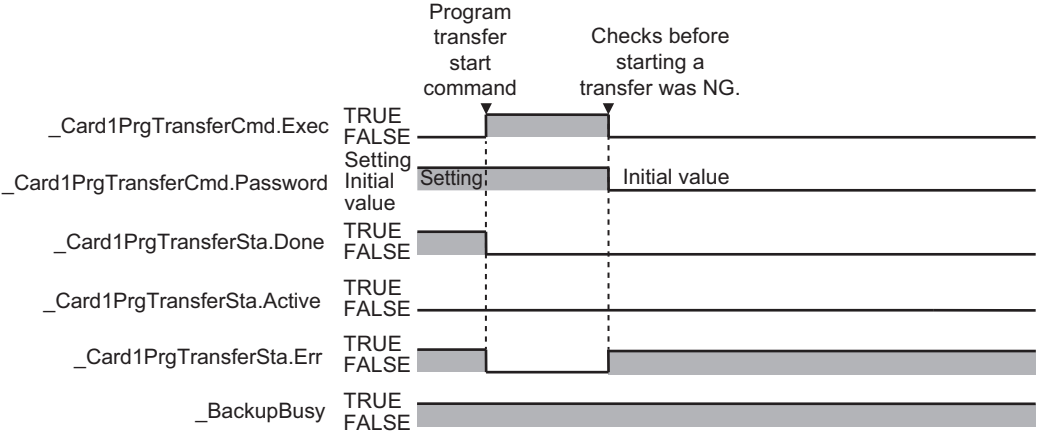 Program
transfer
start
command
Checks before
starting a
transfer was NG.
_Card1PrgTransferCmd.Exec
TRUE
FALSE
_Card1PrgTransferCmd.Password
Setting
Initial
value
Setting
Initial value
_Card1PrgTransferSta.Done
TRUE
FALSE
_Card1PrgTransferSta.Active
TRUE
FALSE
_Card1PrgTransferSta.Err
TRUE
FALSE
_BackupBusy
TRUE
FALSE